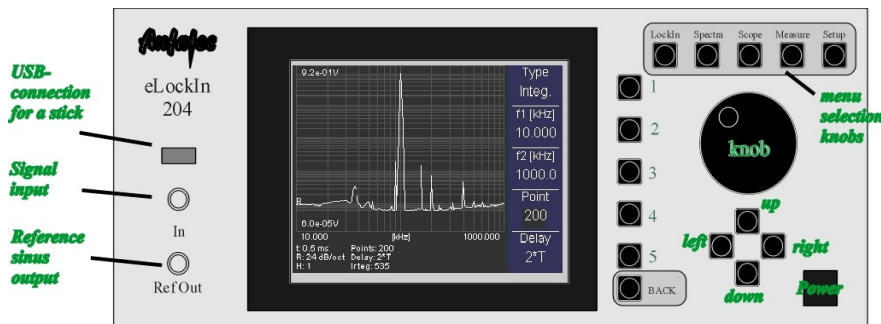 Anfatec
eLockIn
204
USB-
connection
for a stick
Signal
input
In
Reference
sinus
output
RefOut
9.2e-01V
R
6.0e-05V
10.000 [kHz] 1000.000
t:0.5 ms Points: 200
R: 24 dB/oct Delay: 2*T
H: 1 Irteg: 535
Type
Integ.
f1 [kHz]
10.000
f2 [kHz]
1000.0
Point
200
Delay
2*T
LockIn Spectra Scope Measure Setup
menu
selection
knobs
1
2
3
4
5
BACK
knob
up
left
right
down
Power